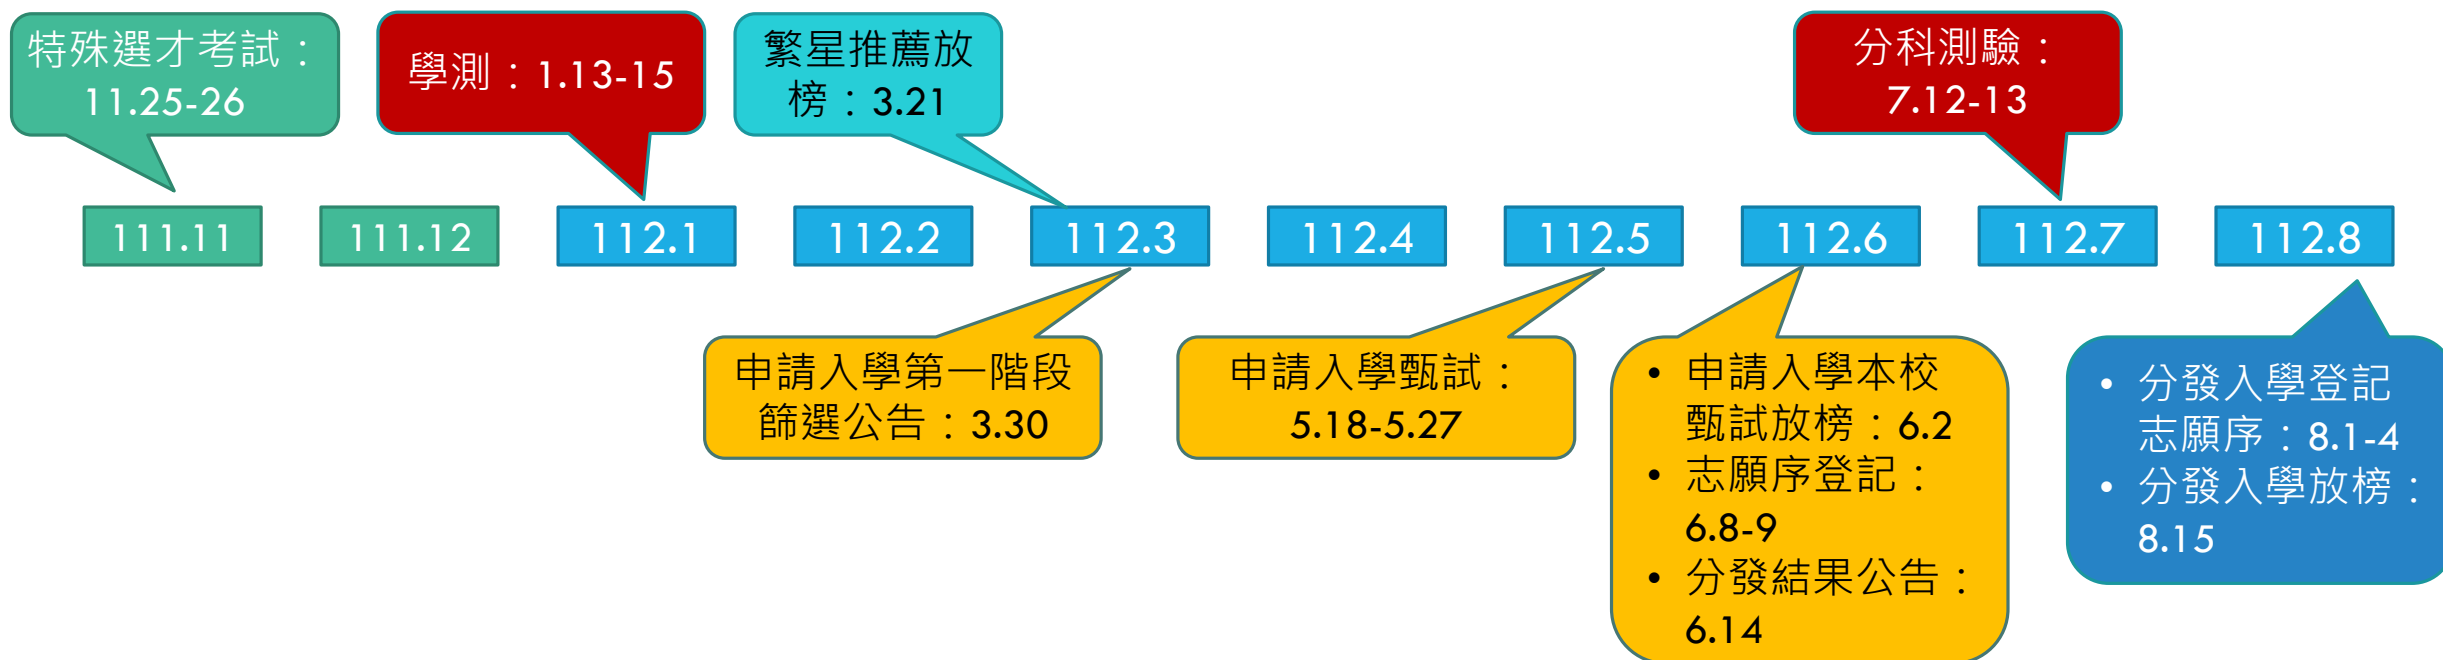 特殊選才考試：
11.25-26
學測：1.13-15
繁星推薦放
榜：3.21
分科測驗：
7.12-13
111.11
111.12
112.1
112.2
112.3
112.4
112.5
112.6
112.7
112.8
申請入學第一階段
篩選公告：3.30
申請入學甄試：
5.18-5.27
• 申請入學本校
甄試放榜：6.2
• 志願序登記：
6.8-9
• 分發結果公告：
6.14
• 分發入學登記
志願序：8.1-4
• 分發入學放榜：
8.15